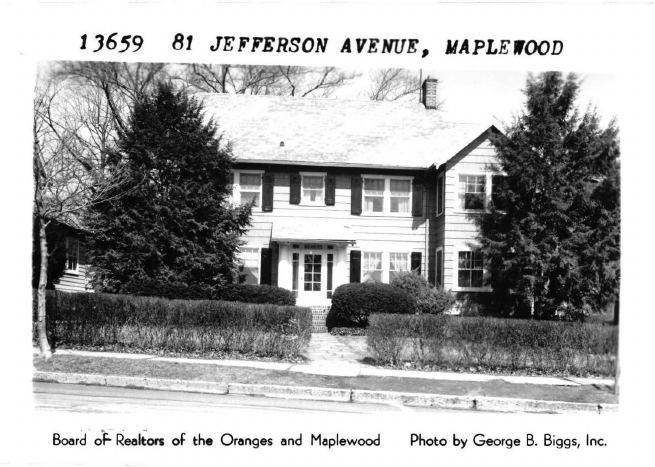 13659 81 JEFFERSON AVENUE, MAPLEWOOD
Board of Realtors of the Oranges and Maplewood Photo by George B. Biggs, Inc.